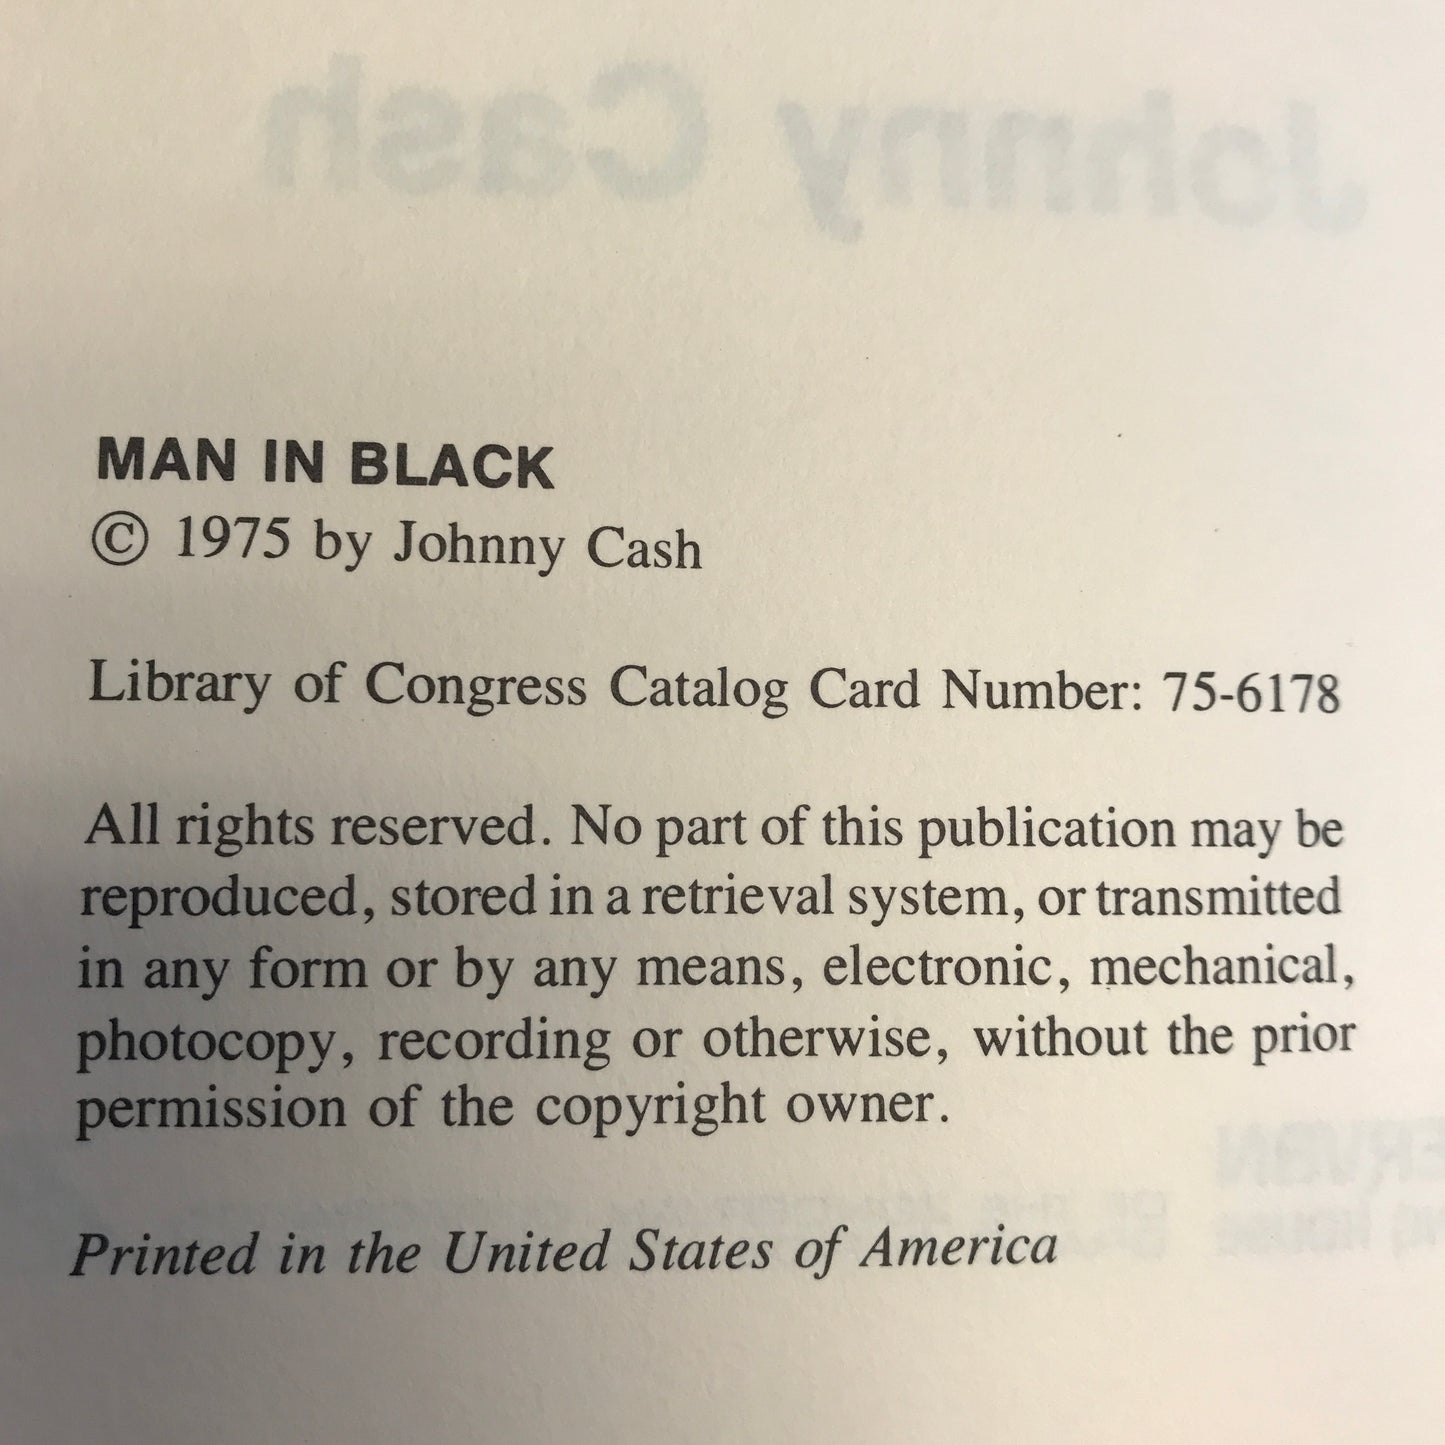 Johnny Cash
MAN IN BLACK
© 1975 by Johnny Cash
Library of Congress Catalog Card Number: 75-6178
All rights reserved. No part of this publication may be
reproduced, stored in a retrieval system, or transmitted
in any form or by any means, electronic, mechanical,
photocopy, recording or otherwise, without the prior
permission of the copyright owner.
Printed in the United States of America